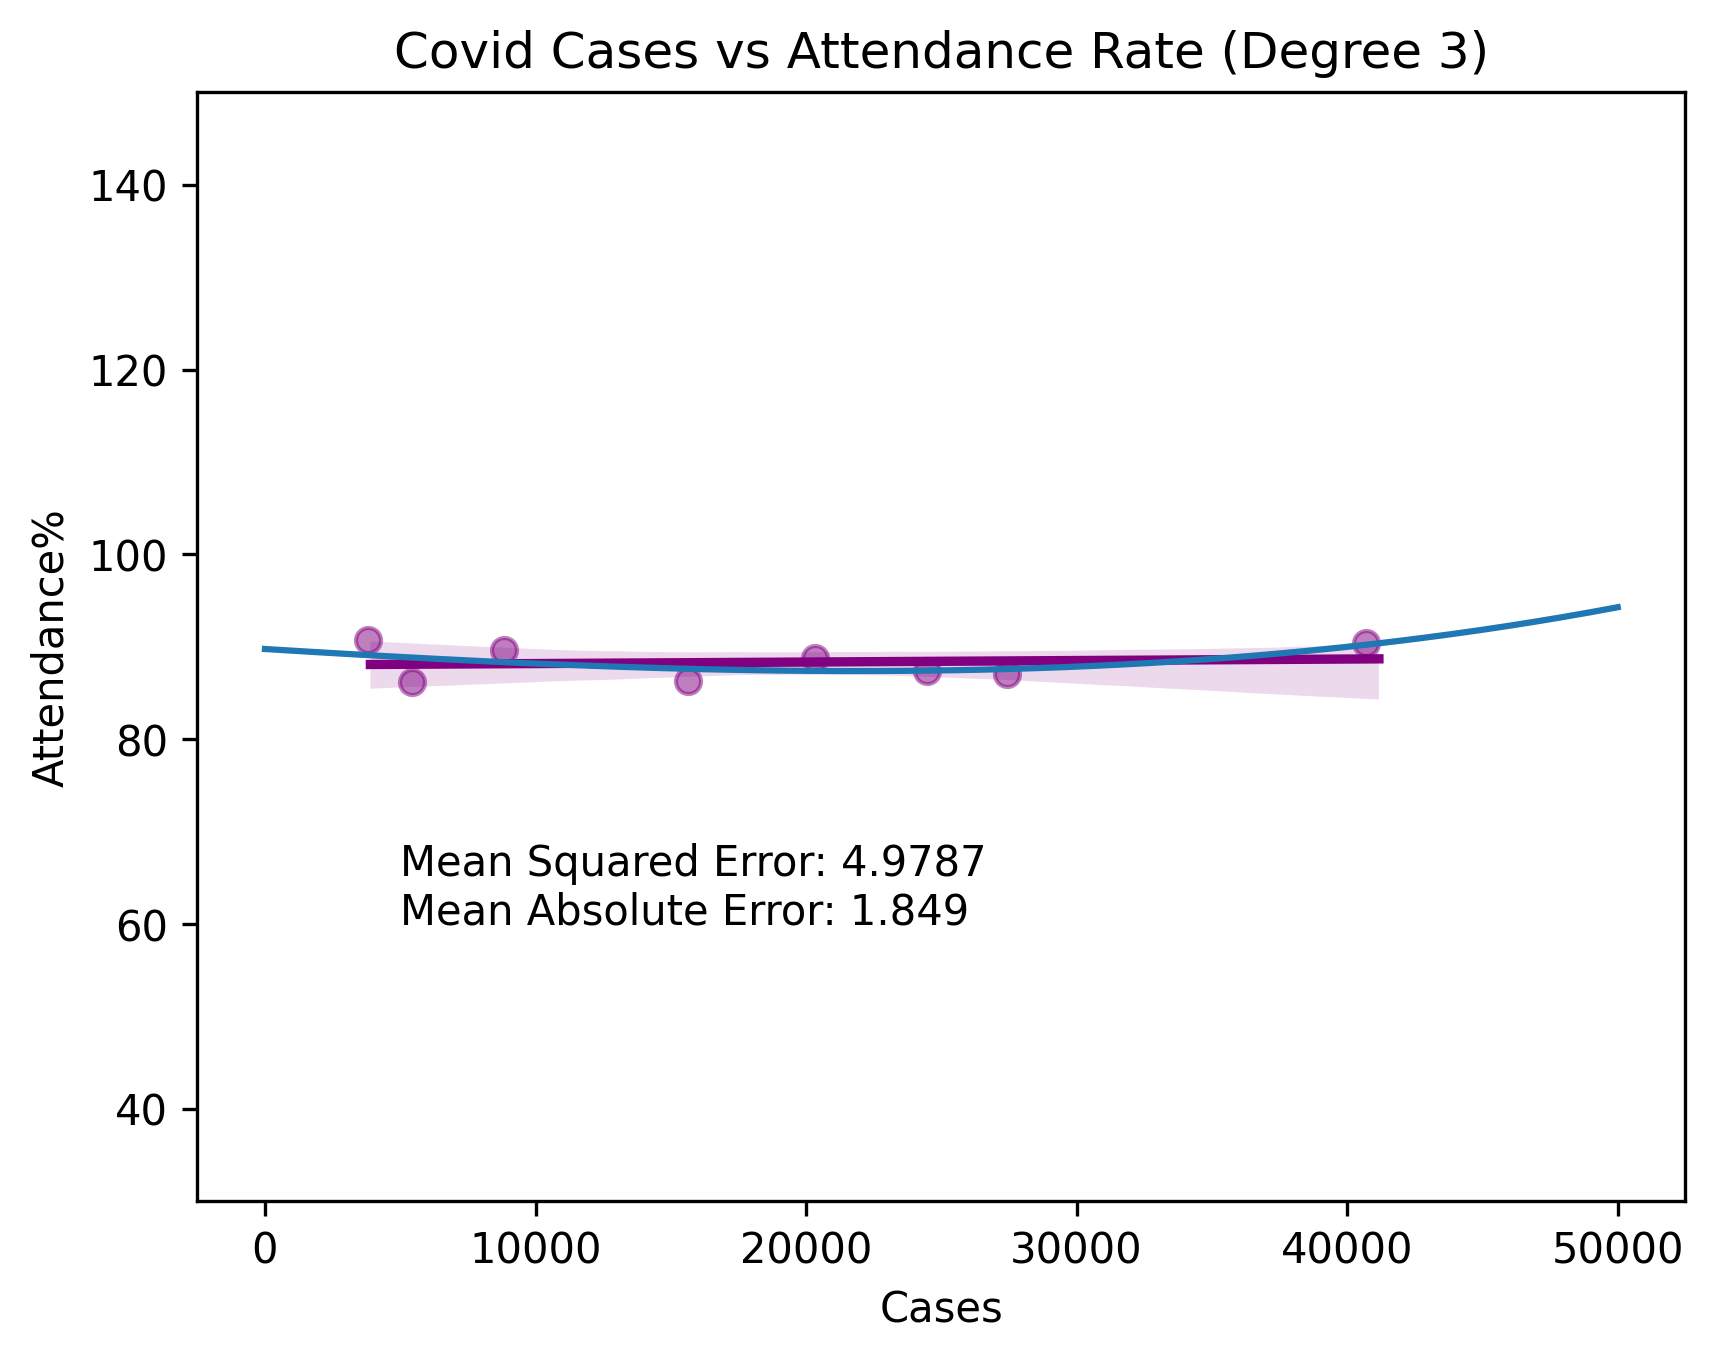 Covid Cases vs Attendance Rate (Degree 3)
140
120
100
80
60
40
Attendance%
Mean Squared Error: 4.9787
Mean Absolute Error: 1.849
0 10000 20000 30000 40000 50000
Cases